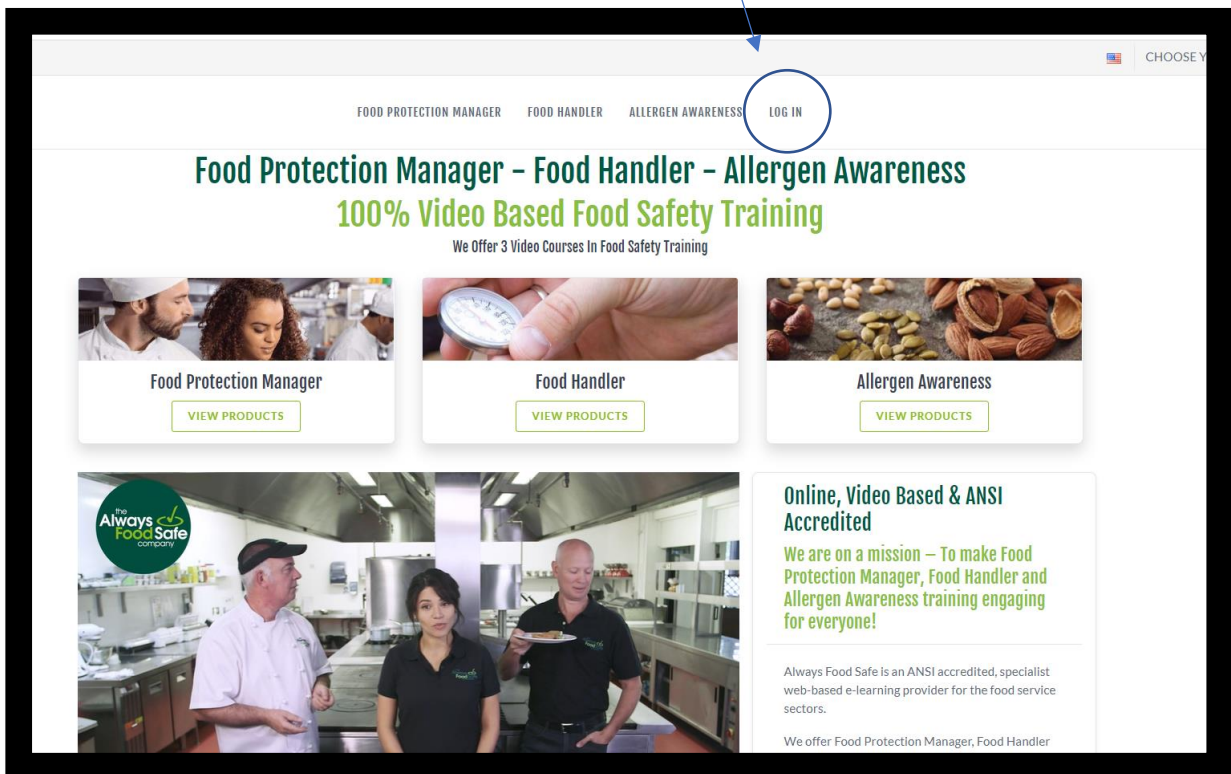 CHOOSE Y
FOOD PROTECTION MANAGER FOOD HANDLER ALLERGEN AWARENESS LOG IN
Food Protection Manager – Food Handler – Allergen Awareness
100% Video Based Food Safety Training
We Offer 3 Video Courses In Food Safety Training
Food Protection Manager
VIEW PRODUCTS
Food Handler
VIEW PRODUCTS
Allergen Awareness
VIEW PRODUCTS
the
Always
Food Safe
company
Online, Video Based & ANSI
Accredited
We are on a mission – To make Food
Protection Manager, Food Handler and
Allergen Awareness training engaging
for everyone!
Always Food Safe is an ANSI accredited, specialist
web-based e-learning provider for the food service
sectors.
We offer Food Protection Manager, Food Handler